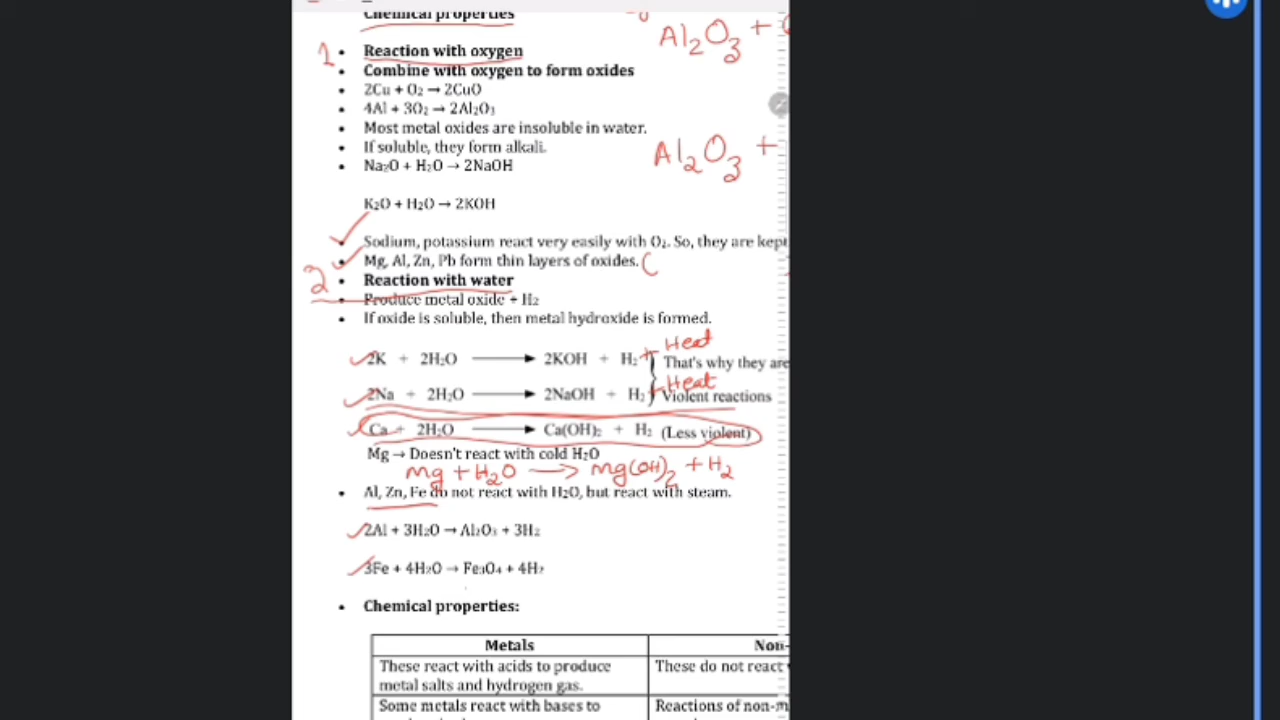 Chemical properties
Al2O3 +
1 • Reaction with oxygen
• Combine with oxygen to form oxides
• 2Cu + O₂ → 2CuO
• 4Al + 3O₂ → 2Al₂O₃
• Most metal oxides are insoluble in water.
• If soluble, they form alkali.
Al2O3 +
• Na₂O + H₂O → 2NaOH
K₂O + H₂O → 2KOH
• Sodium, potassium react very easily with O₂. So, they are kept
• Mg, Al, Zn, Pb form thin layers of oxides. (
2 • Reaction with water
• Produce metal oxide + H₂
• If oxide is soluble, then metal hydroxide is formed.
2K + 2H₂O → 2KOH + H₂ + Heat That's why they are
2Na + 2H₂O → 2NaOH + H₂ + Heat Violent reactions
Ca + 2H₂O → Ca(OH)₂ + H₂ (Less violent)
Mg → Doesn't react with cold H₂O
Mg + H₂O → Mg(OH)₂ + H₂
• Al, Zn, Fe do not react with H₂O, but react with steam.
2Al + 3H₂O → Al₂O₃ + 3H₂
3Fe + 4H₂O → Fe₃O₄ + 4H₂
• Chemical properties:
Metals Non-
These react with acids to produce These do not react
metal salts and hydrogen gas.
Some metals react with bases to Reactions of non-m